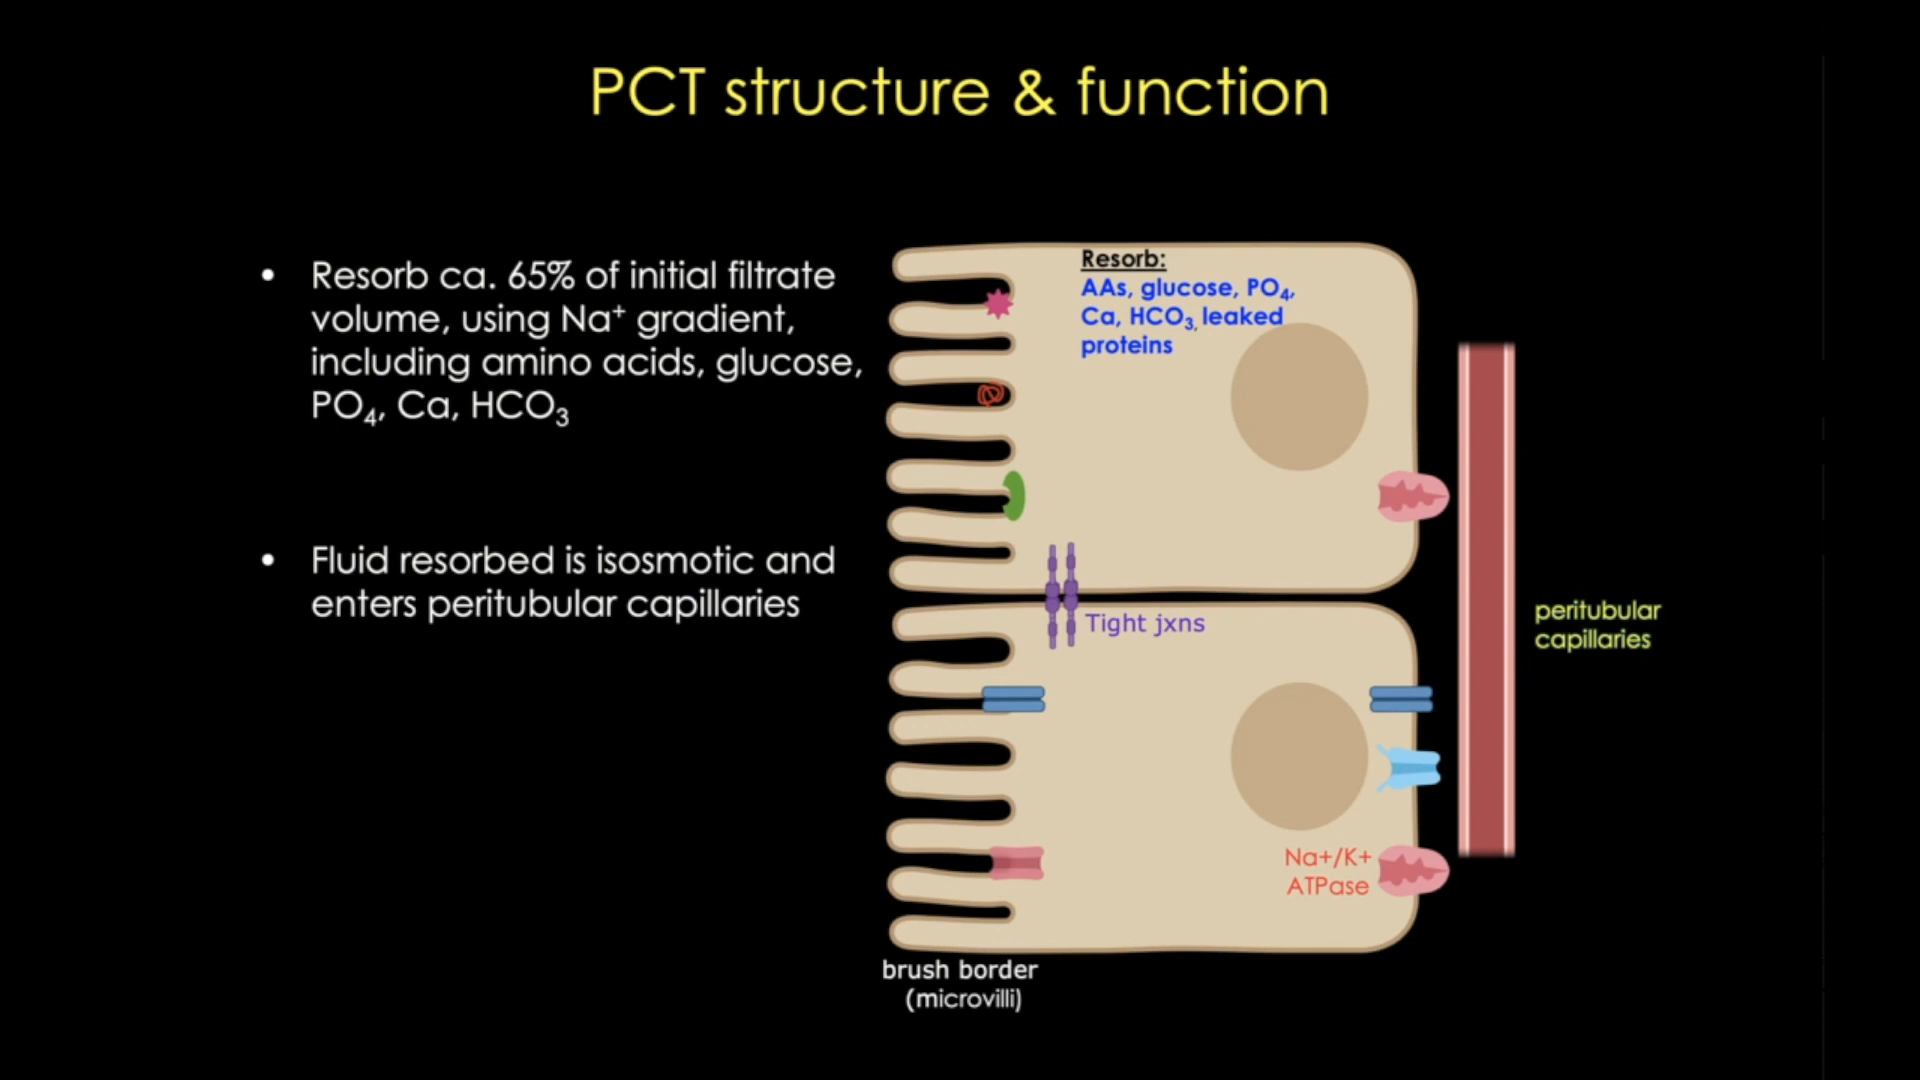 PCT structure & function
• Resorb ca. 65% of initial filtrate
volume, using Na⁺ gradient,
including amino acids, glucose,
PO₄, Ca, HCO₃
• Fluid resorbed is isosmotic and
enters peritubular capillaries
Resorb:
AAs, glucose, PO₄,
Ca, HCO₃, leaked
proteins
Tight jxns
peritubular
capillaries
Na+/K+
ATPase
brush border
(microvilli)